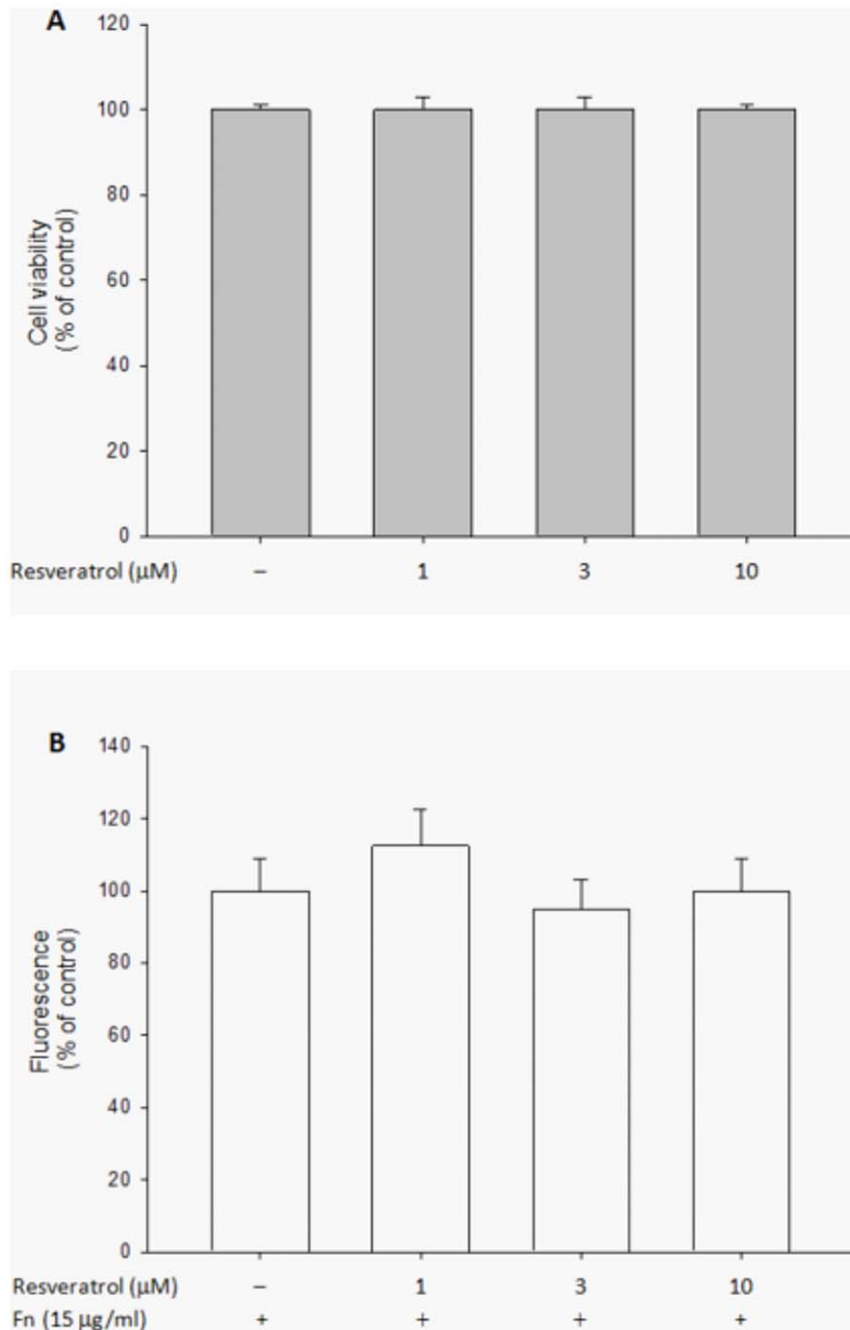 A
120
100
80
60
40
20
0
Cell viability
(% of control)
Resveratrol (μM) – 1 3 10
B
140
120
100
80
60
40
20
0
Fluorescence
(% of control)
Resveratrol (μM) – 1 3 10
Fn (15 μg/ml) + + + +